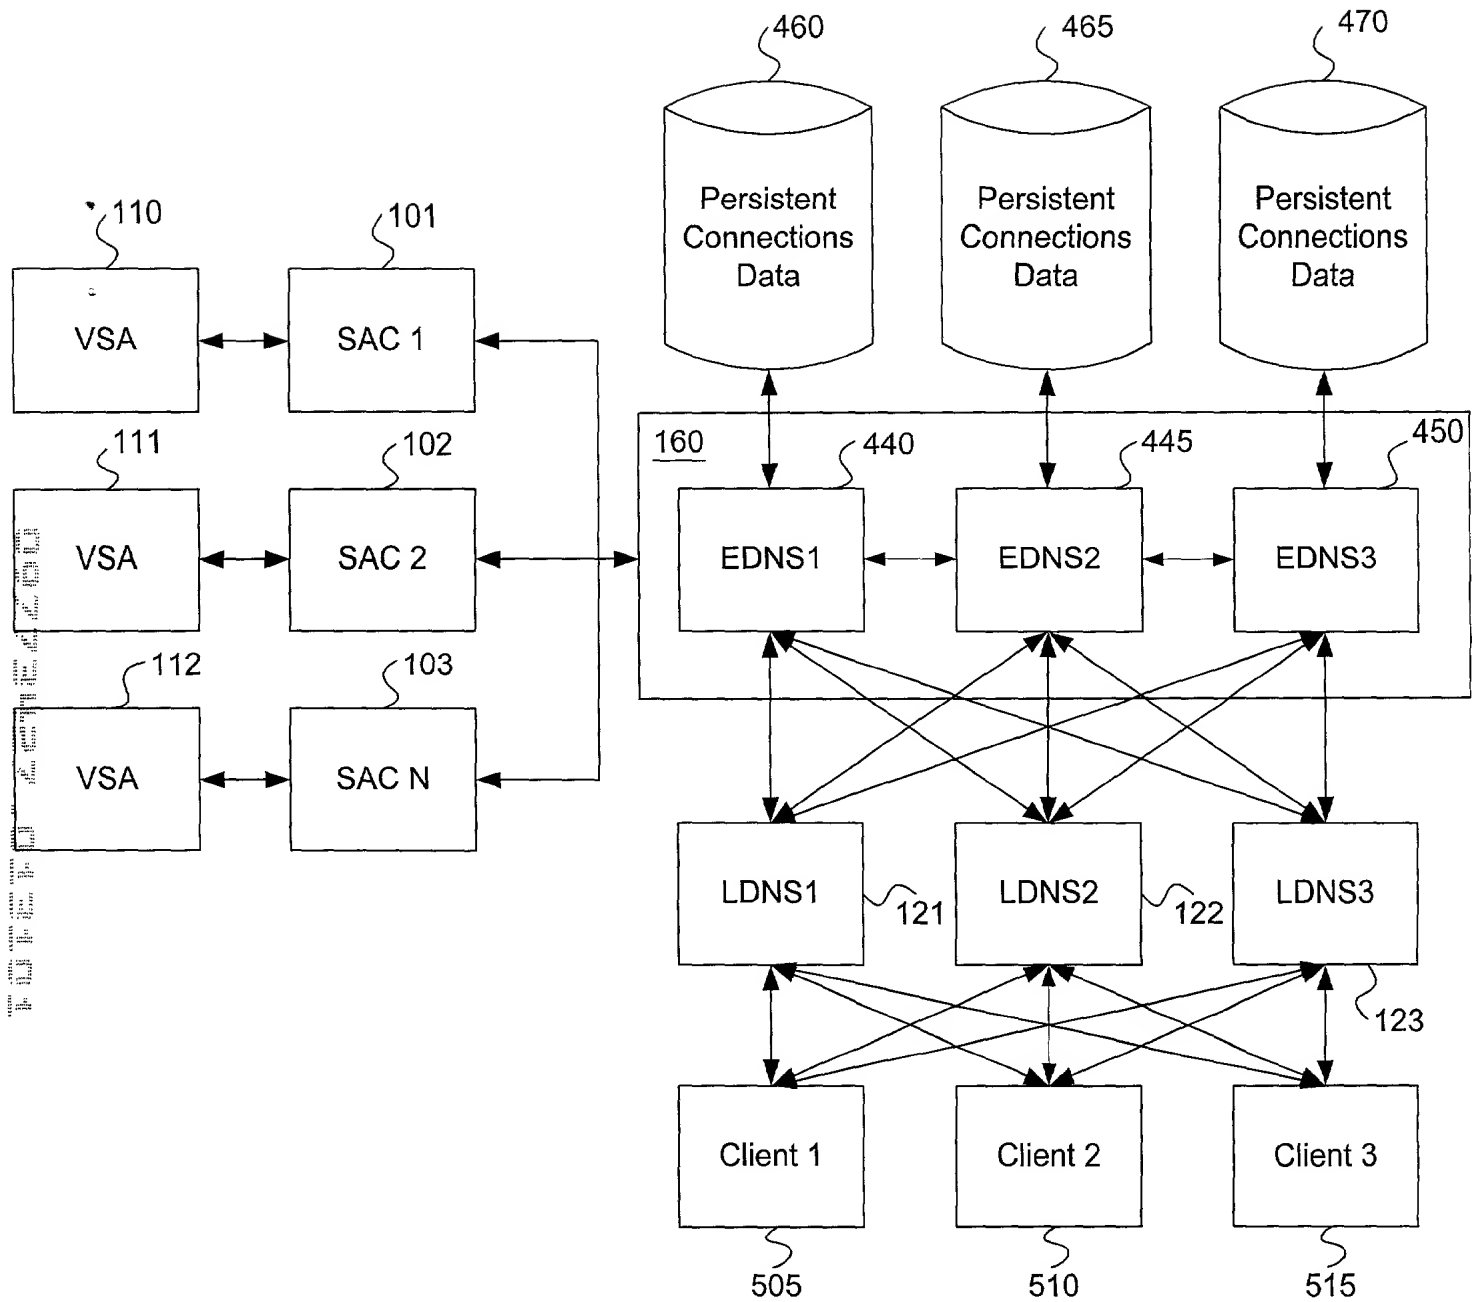 460
465
470
Persistent
Connections
Data
Persistent
Connections
Data
Persistent
Connections
Data
110
101
VSA
SAC 1
111
102
VSA
SAC 2
112
103
VSA
SAC N
160
440
445
450
EDNS1
EDNS2
EDNS3
LDNS1
121
LDNS2
122
LDNS3
123
Client 1
Client 2
Client 3
505
510
515